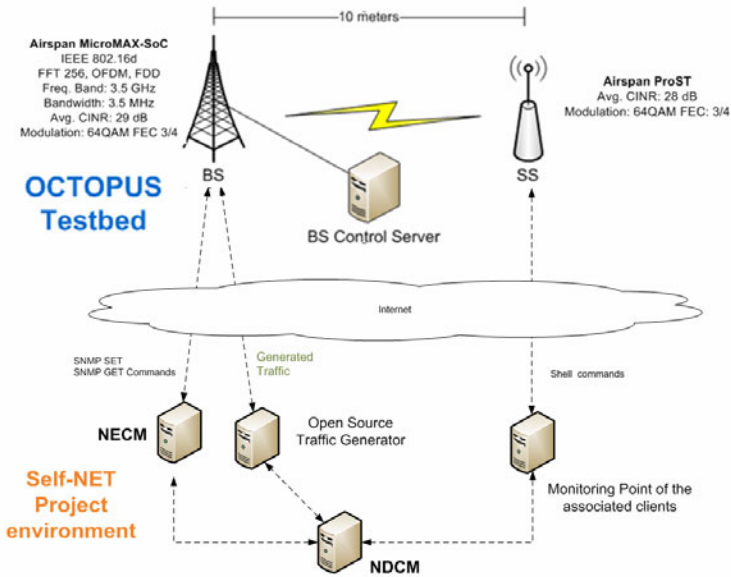 10 meters
Airspan MicroMAX-SoC
IEEE 802.16d
FFT 256, OFDM, FDD
Freq. Band: 3.5 GHz
Bandwidth: 3.5 MHz
Avg. CINR: 29 dB
Modulation: 64QAM FEC 3/4
Airspan ProST
Avg. CINR: 28 dB
Modulation: 64QAM FEC: 3/4
BS
SS
OCTOPUS
Testbed
BS Control Server
Internet
SNMP SET
SNMP GET Commands
Generated
Traffic
Shell commands
NECM
Open Source
Traffic Generator
Self-NET
Project
environment
Monitoring Point of the
associated clients
NDCM